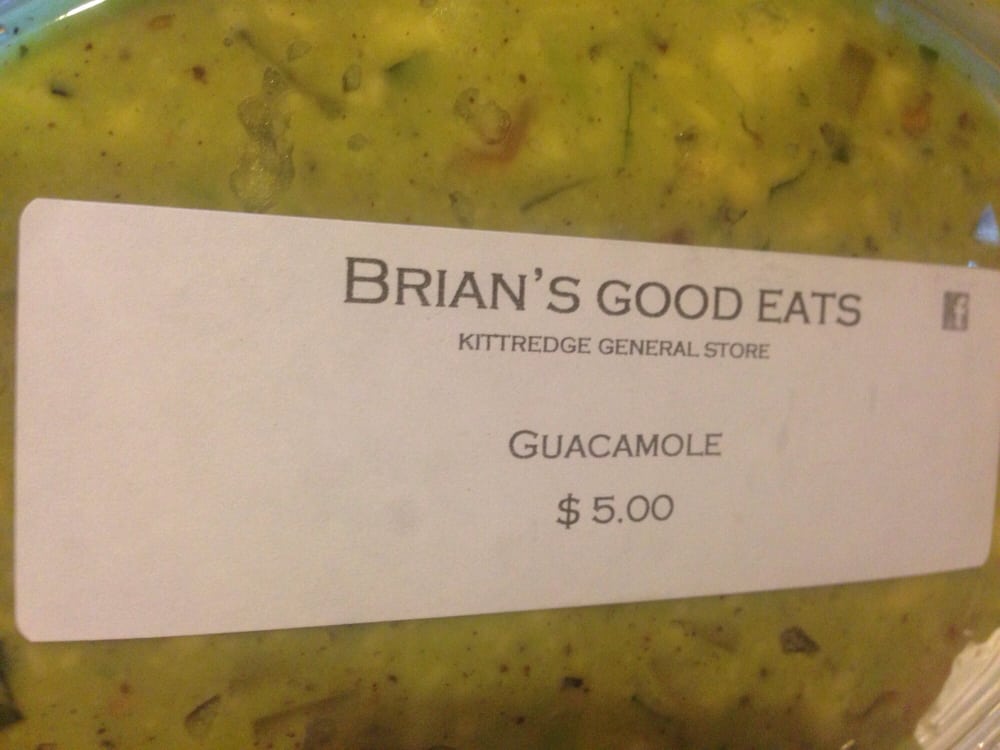 BRIAN'S GOOD EATS
KITTREDGE GENERAL STORE
GUACAMOLE
$ 5.00